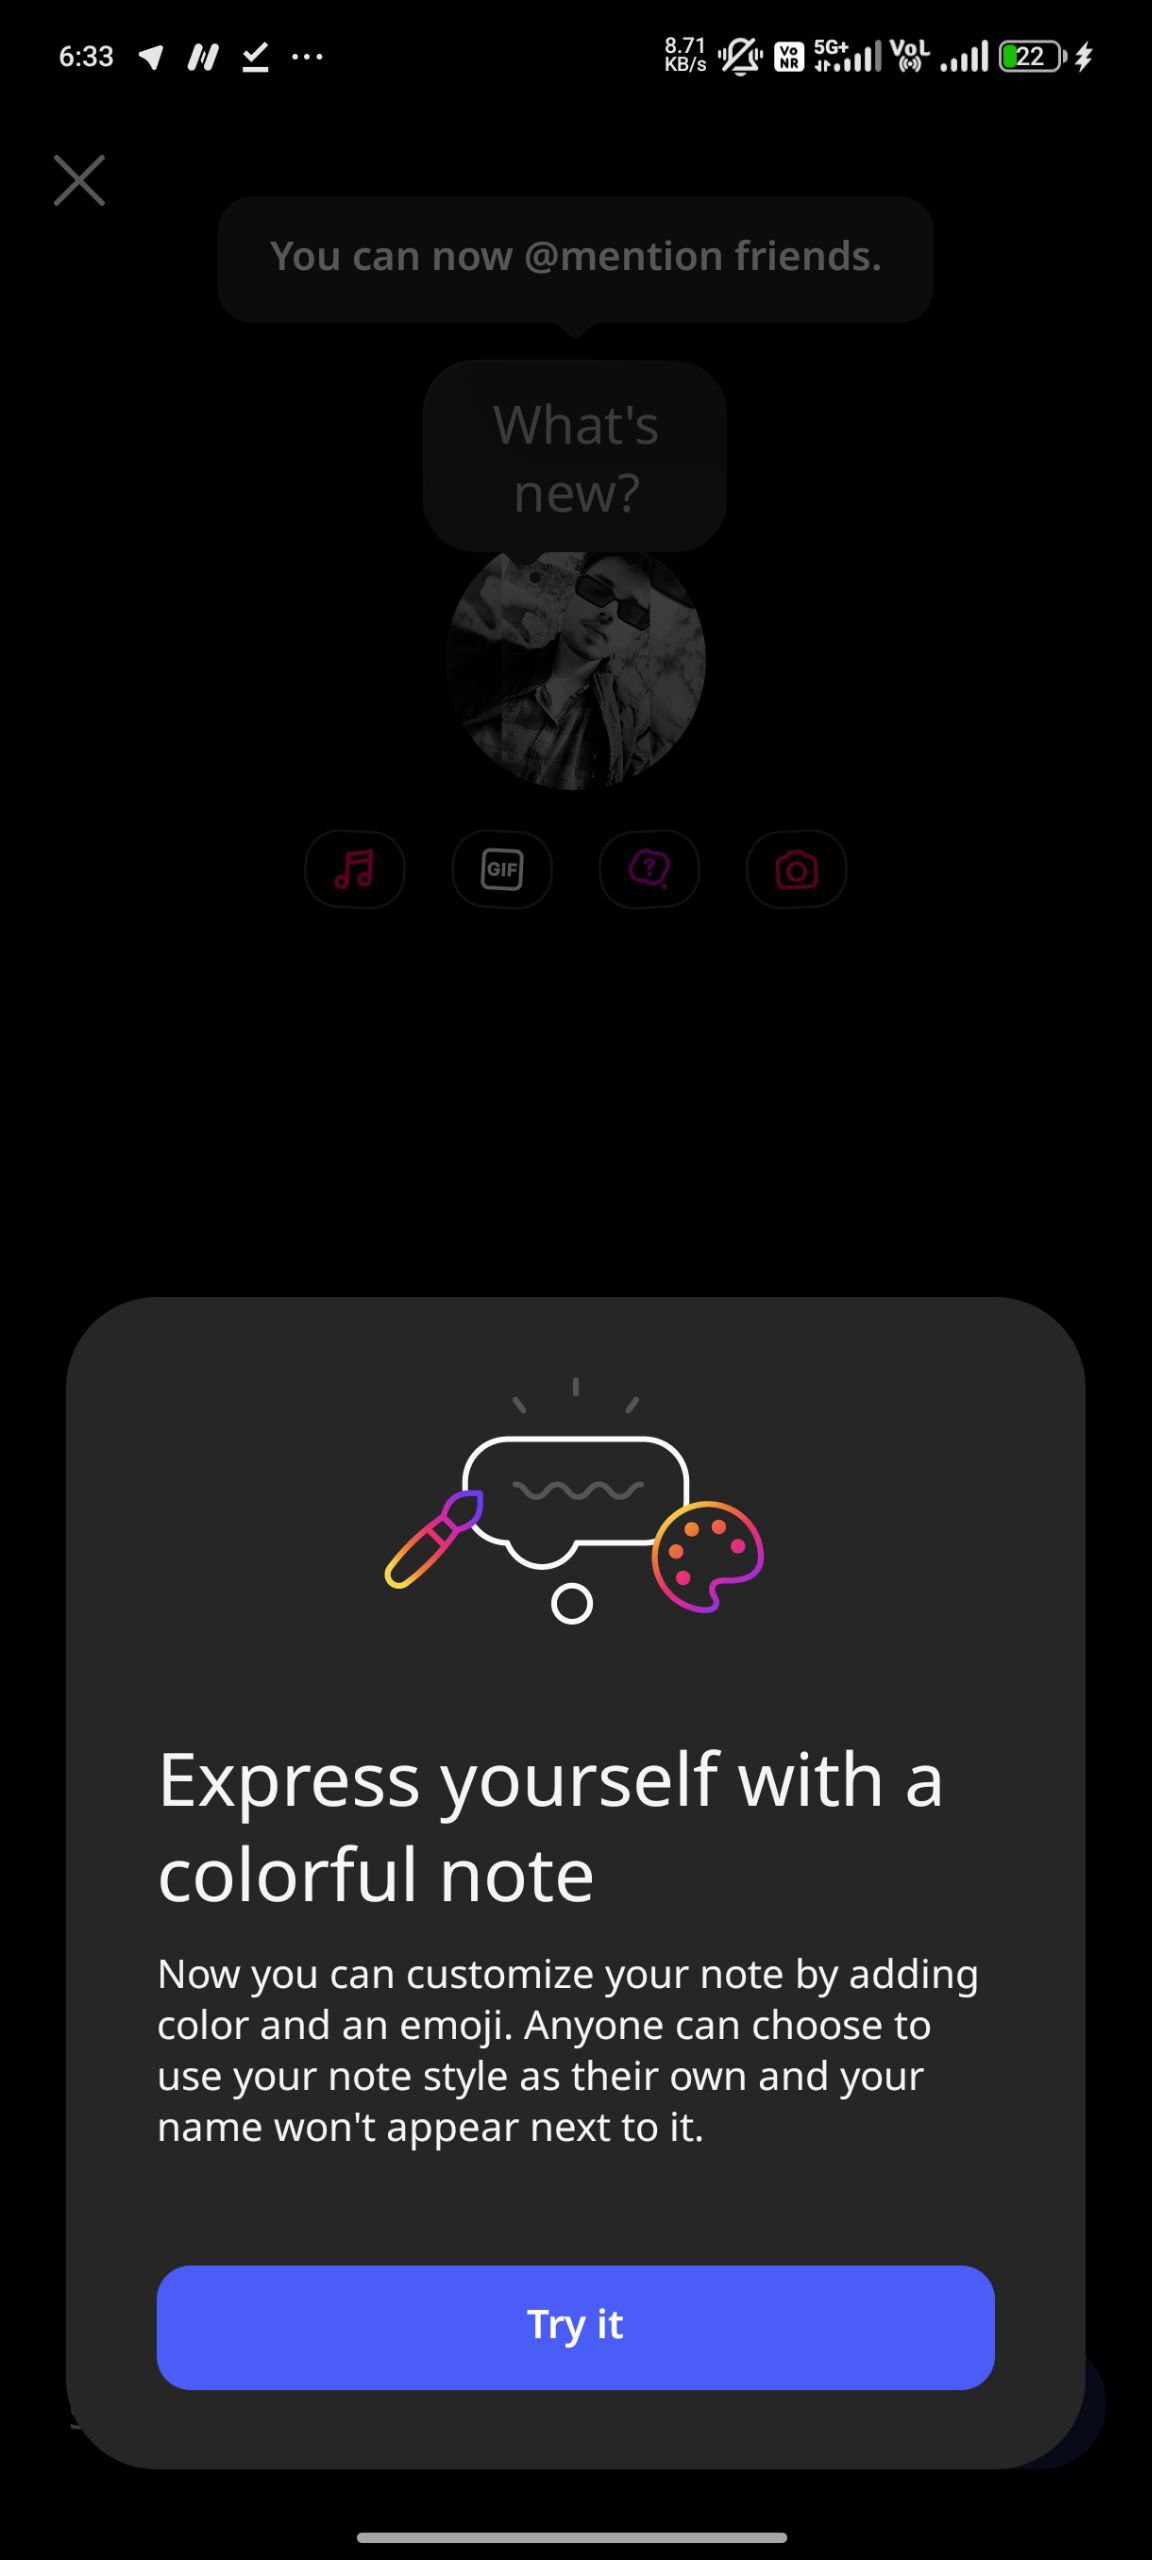 6:33
8.71
KB/s
Vo
NR
5G+
VoL
22
You can now @mention friends.
What's
new?
GIF
Express yourself with a
colorful note
Now you can customize your note by adding
color and an emoji. Anyone can choose to
use your note style as their own and your
name won't appear next to it.
Try it